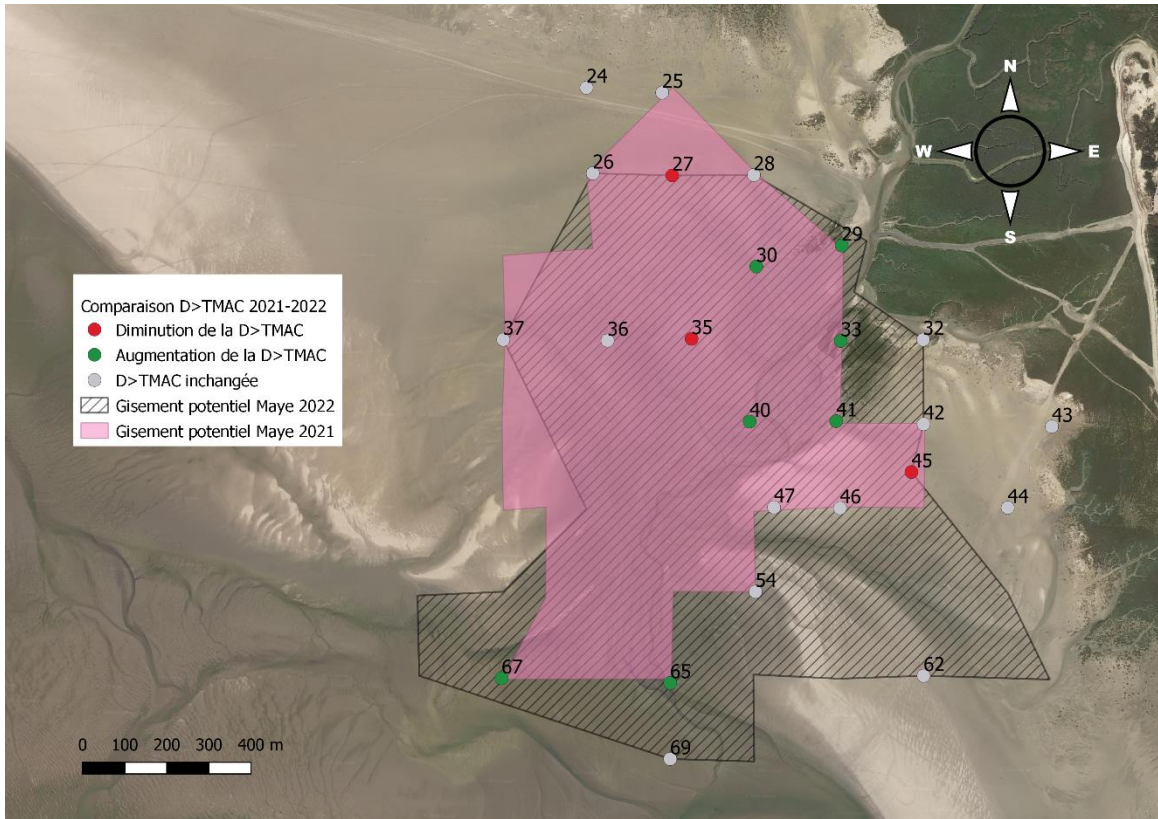 24
25
N
W
E
S
26
27
28
29
30
Comparaison D>TMAC 2021-2022
Diminution de la D>TMAC
Augmentation de la D>TMAC
D>TMAC inchangée
Gisement potentiel Maye 2022
Gisement potentiel Maye 2021
37
36
35
33
32
40
41
42
43
45
47
46
44
54
67
65
62
69
0 100 200 300 400 m